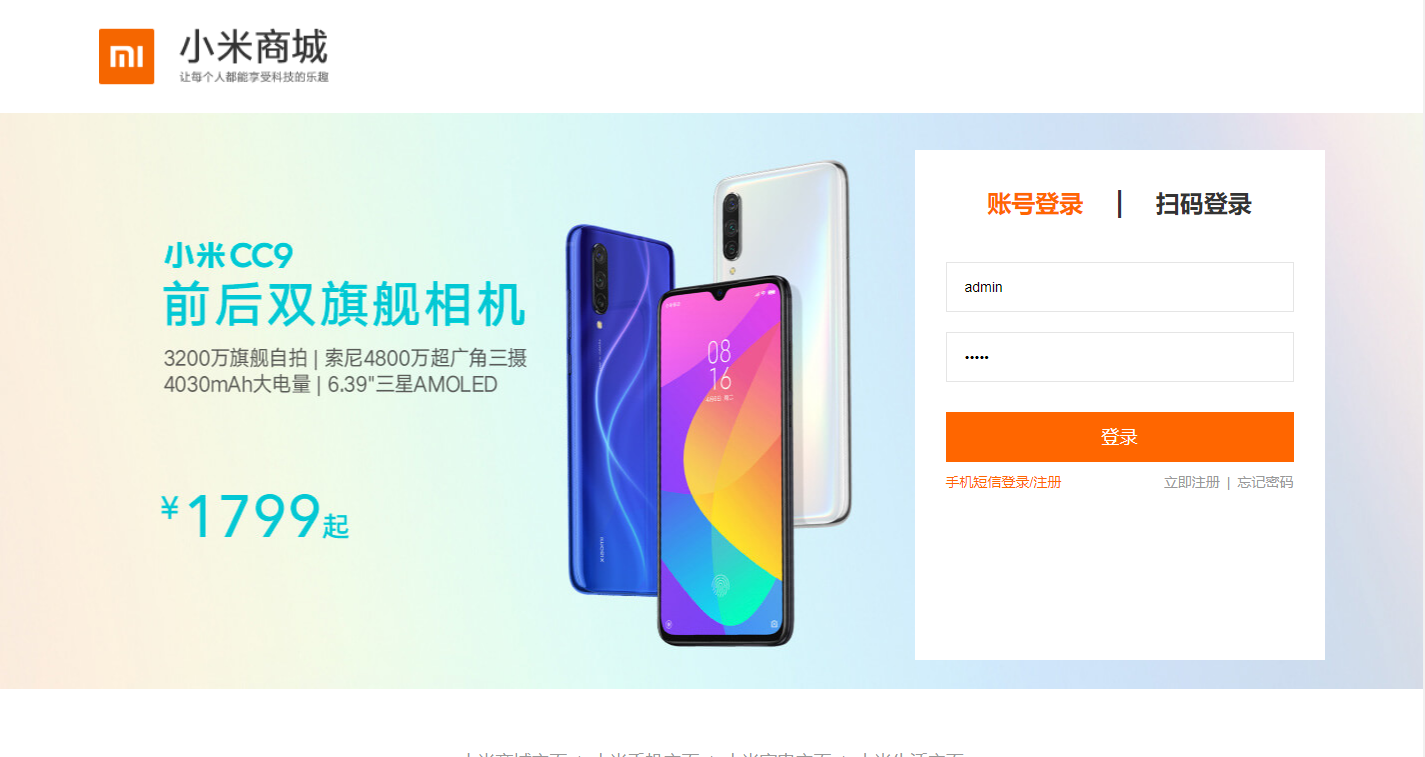 小米商城
让每个人都能享受科技的乐趣
小米CC9
前后双旗舰相机
3200万旗舰自拍 | 索尼4800万超广角三摄
4030mAh大电量 | 6.39"三星AMOLED
¥1799起
08
16
账号登录 | 扫码登录
admin
•••••
登录
手机短信登录/注册
立即注册 | 忘记密码